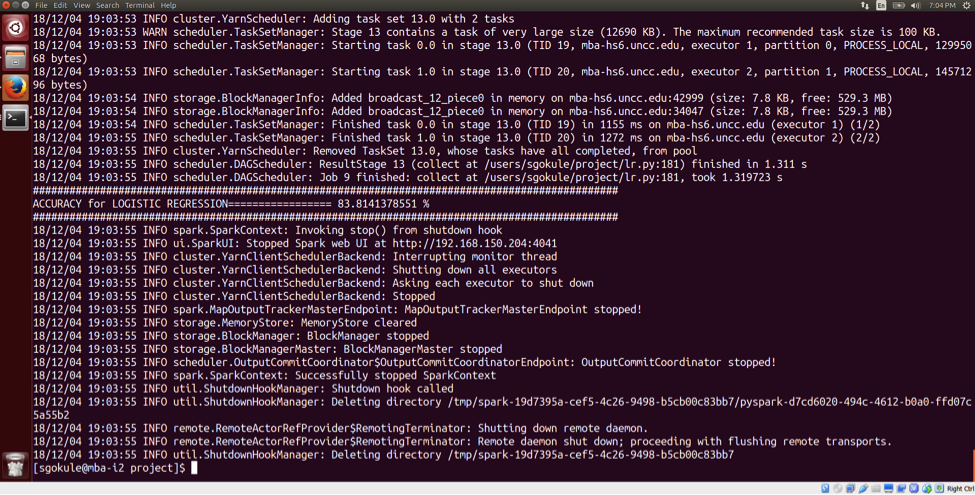 File Edit View Search Terminal Help
En
7:04 PM
18/12/04 19:03:53 INFO cluster.YarnScheduler: Adding task set 13.0 with 2 tasks
18/12/04 19:03:53 WARN scheduler.TaskSetManager: Stage 13 contains a task of very large size (12690 KB). The maximum recommended task size is 100 KB.
18/12/04 19:03:53 INFO scheduler.TaskSetManager: Starting task 0.0 in stage 13.0 (TID 19, mba-hs6.uncc.edu, executor 1, partition 0, PROCESS_LOCAL, 129950
68 bytes)
18/12/04 19:03:53 INFO scheduler.TaskSetManager: Starting task 1.0 in stage 13.0 (TID 20, mba-hs6.uncc.edu, executor 2, partition 1, PROCESS_LOCAL, 145712
96 bytes)
18/12/04 19:03:54 INFO storage.BlockManagerInfo: Added broadcast_12_piece0 in memory on mba-hs6.uncc.edu:42999 (size: 7.8 KB, free: 529.3 MB)
18/12/04 19:03:54 INFO storage.BlockManagerInfo: Added broadcast_12_piece0 in memory on mba-hs6.uncc.edu:34047 (size: 7.8 KB, free: 529.3 MB)
18/12/04 19:03:54 INFO scheduler.TaskSetManager: Finished task 0.0 in stage 13.0 (TID 19) in 1155 ms on mba-hs6.uncc.edu (executor 1) (1/2)
18/12/04 19:03:55 INFO scheduler.TaskSetManager: Finished task 1.0 in stage 13.0 (TID 20) in 1272 ms on mba-hs6.uncc.edu (executor 2) (2/2)
18/12/04 19:03:55 INFO cluster.YarnScheduler: Removed TaskSet 13.0, whose tasks have all completed, from pool
18/12/04 19:03:55 INFO scheduler.DAGScheduler: ResultStage 13 (collect at /users/sgokule/project/lr.py:181) finished in 1.311 s
18/12/04 19:03:55 INFO scheduler.DAGScheduler: Job 9 finished: collect at /users/sgokule/project/lr.py:181, took 1.319723 s
####################################################################################################
ACCURACY for LOGISTIC REGRESSION================= 83.8141378551 %
####################################################################################################
18/12/04 19:03:55 INFO spark.SparkContext: Invoking stop() from shutdown hook
18/12/04 19:03:55 INFO ui.SparkUI: Stopped Spark web UI at http://192.168.150.204:4041
18/12/04 19:03:55 INFO cluster.YarnClientSchedulerBackend: Interrupting monitor thread
18/12/04 19:03:55 INFO cluster.YarnClientSchedulerBackend: Shutting down all executors
18/12/04 19:03:55 INFO cluster.YarnClientSchedulerBackend: Asking each executor to shut down
18/12/04 19:03:55 INFO cluster.YarnClientSchedulerBackend: Stopped
18/12/04 19:03:55 INFO spark.MapOutputTrackerMasterEndpoint: MapOutputTrackerMasterEndpoint stopped!
18/12/04 19:03:55 INFO storage.MemoryStore: MemoryStore cleared
18/12/04 19:03:55 INFO storage.BlockManager: BlockManager stopped
18/12/04 19:03:55 INFO storage.BlockManagerMaster: BlockManagerMaster stopped
18/12/04 19:03:55 INFO scheduler.OutputCommitCoordinator$OutputCommitCoordinatorEndpoint: OutputCommitCoordinator stopped!
18/12/04 19:03:55 INFO spark.SparkContext: Successfully stopped SparkContext
18/12/04 19:03:55 INFO util.ShutdownHookManager: Shutdown hook called
18/12/04 19:03:55 INFO util.ShutdownHookManager: Deleting directory /tmp/spark-19d7395a-cef5-4c26-9498-b5cb00c83bb7/pyspark-d7cd6020-494c-4612-b0a0-ffd07c
5a55b2
18/12/04 19:03:55 INFO remote.RemoteActorRefProvider$RemotingTerminator: Shutting down remote daemon.
18/12/04 19:03:55 INFO remote.RemoteActorRefProvider$RemotingTerminator: Remote daemon shut down; proceeding with flushing remote transports.
18/12/04 19:03:55 INFO util.ShutdownHookManager: Deleting directory /tmp/spark-19d7395a-cef5-4c26-9498-b5cb00c83bb7
[sgokule@mba-i2 project]$
Right Ctrl